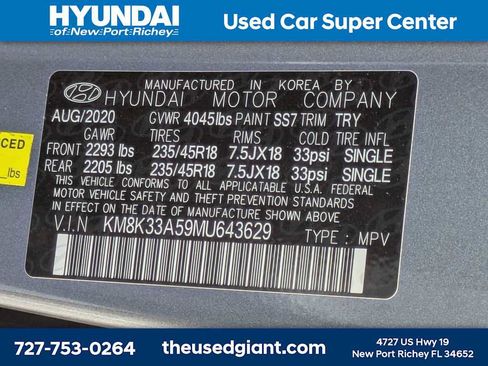 HYUNDAI
of New Port Richey
Used Car Super Center
MANUFACTURED IN KOREA BY
HYUNDAI MOTOR COMPANY
AUG/2020 GVWR 4045lbs PAINT SS7 TRIM TRY
GAWR TIRES RIMS COLD TIRE INFL
FRONT 2293 lbs 235/45R18 7.5JX18 33psi SINGLE
REAR 2205 lbs 235/45R18 7.5JX18 33psi SINGLE
THIS VEHICLE CONFORMS TO ALL APPLICABLE U.S.A. FEDERAL
MOTOR VEHICLE SAFETY AND THEFT PREVENTION STANDARDS
IN EFFECT ON THE DATE OF MANUFACTURE SHOWN ABOVE.
V.I.N KM8K33A59MU643629 TYPE : MPV
CED
lbs
727-753-0264
theusedgiant.com
4727 US Hwy 19
New Port Richey FL 34652